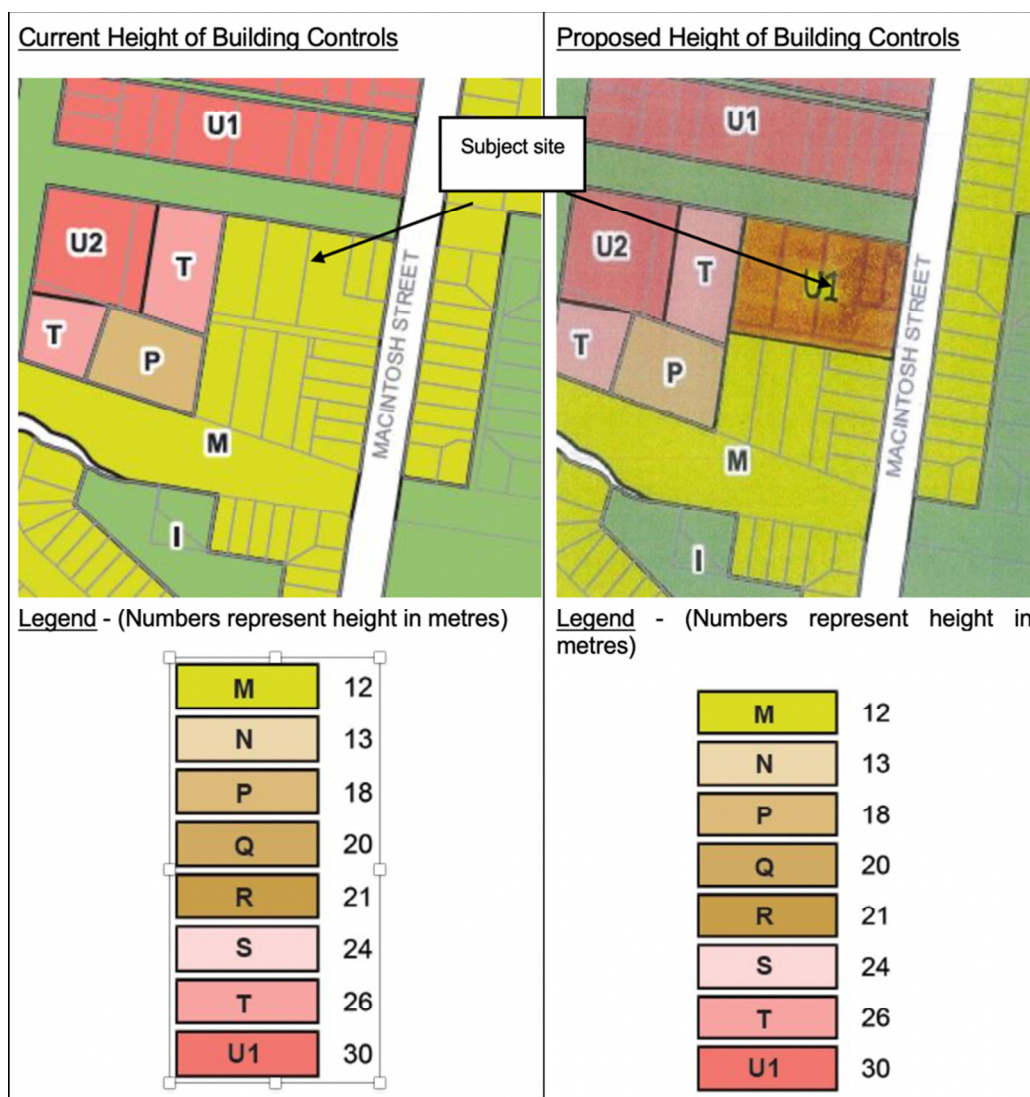 Current Height of Building Controls
U1
U2
T
T
P
M
I
MACINTOSH STREET
Subject site
Legend - (Numbers represent height in metres)
M 12
N 13
P 18
Q 20
R 21
S 24
T 26
U1 30
Proposed Height of Building Controls
U1
U2
T
U1
T
P
M
I
MACINTOSH STREET
Legend - (Numbers represent height in
metres)
M 12
N 13
P 18
Q 20
R 21
S 24
T 26
U1 30